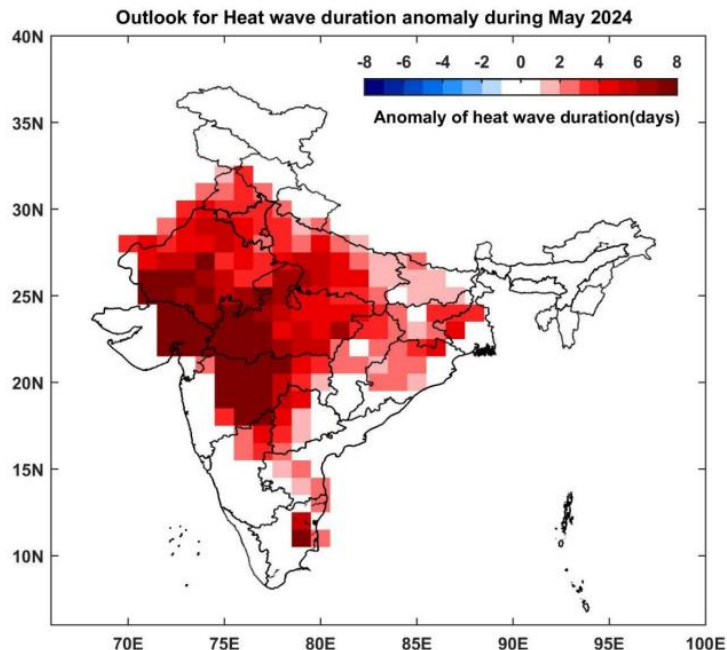 Outlook for Heat wave duration anomaly during May 2024
40N
-8 -6 -4 -2 0 2 4 6 8
Anomaly of heat wave duration(days)
35N
30N
25N
20N
15N
10N
70E 75E 80E 85E 90E 95E 100E